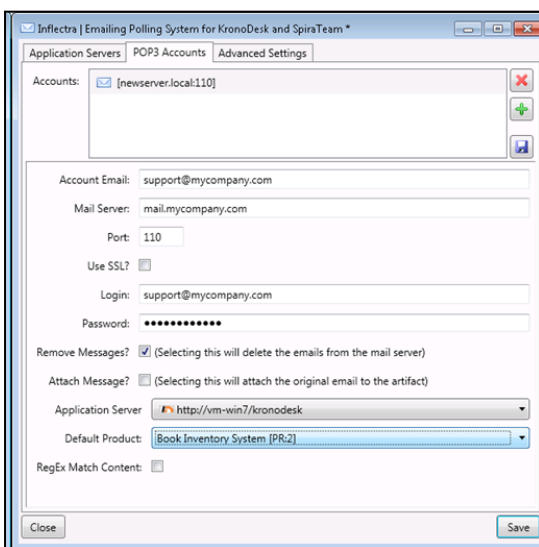 Inflectra | Emailing Polling System for KronoDesk and SpiraTeam *
Application Servers POP3 Accounts Advanced Settings
Accounts: [newserver.local:110]
Account Email: support@mycompany.com
Mail Server: mail.mycompany.com
Port: 110
Use SSL?
Login: support@mycompany.com
Password: ••••••••••••
Remove Messages? (Selecting this will delete the emails from the mail server)
Attach Message? (Selecting this will attach the original email to the artifact)
Application Server http://vm-win7/kronodesk
Default Product: Book Inventory System [PR:2]
RegEx Match Content:
Close Save